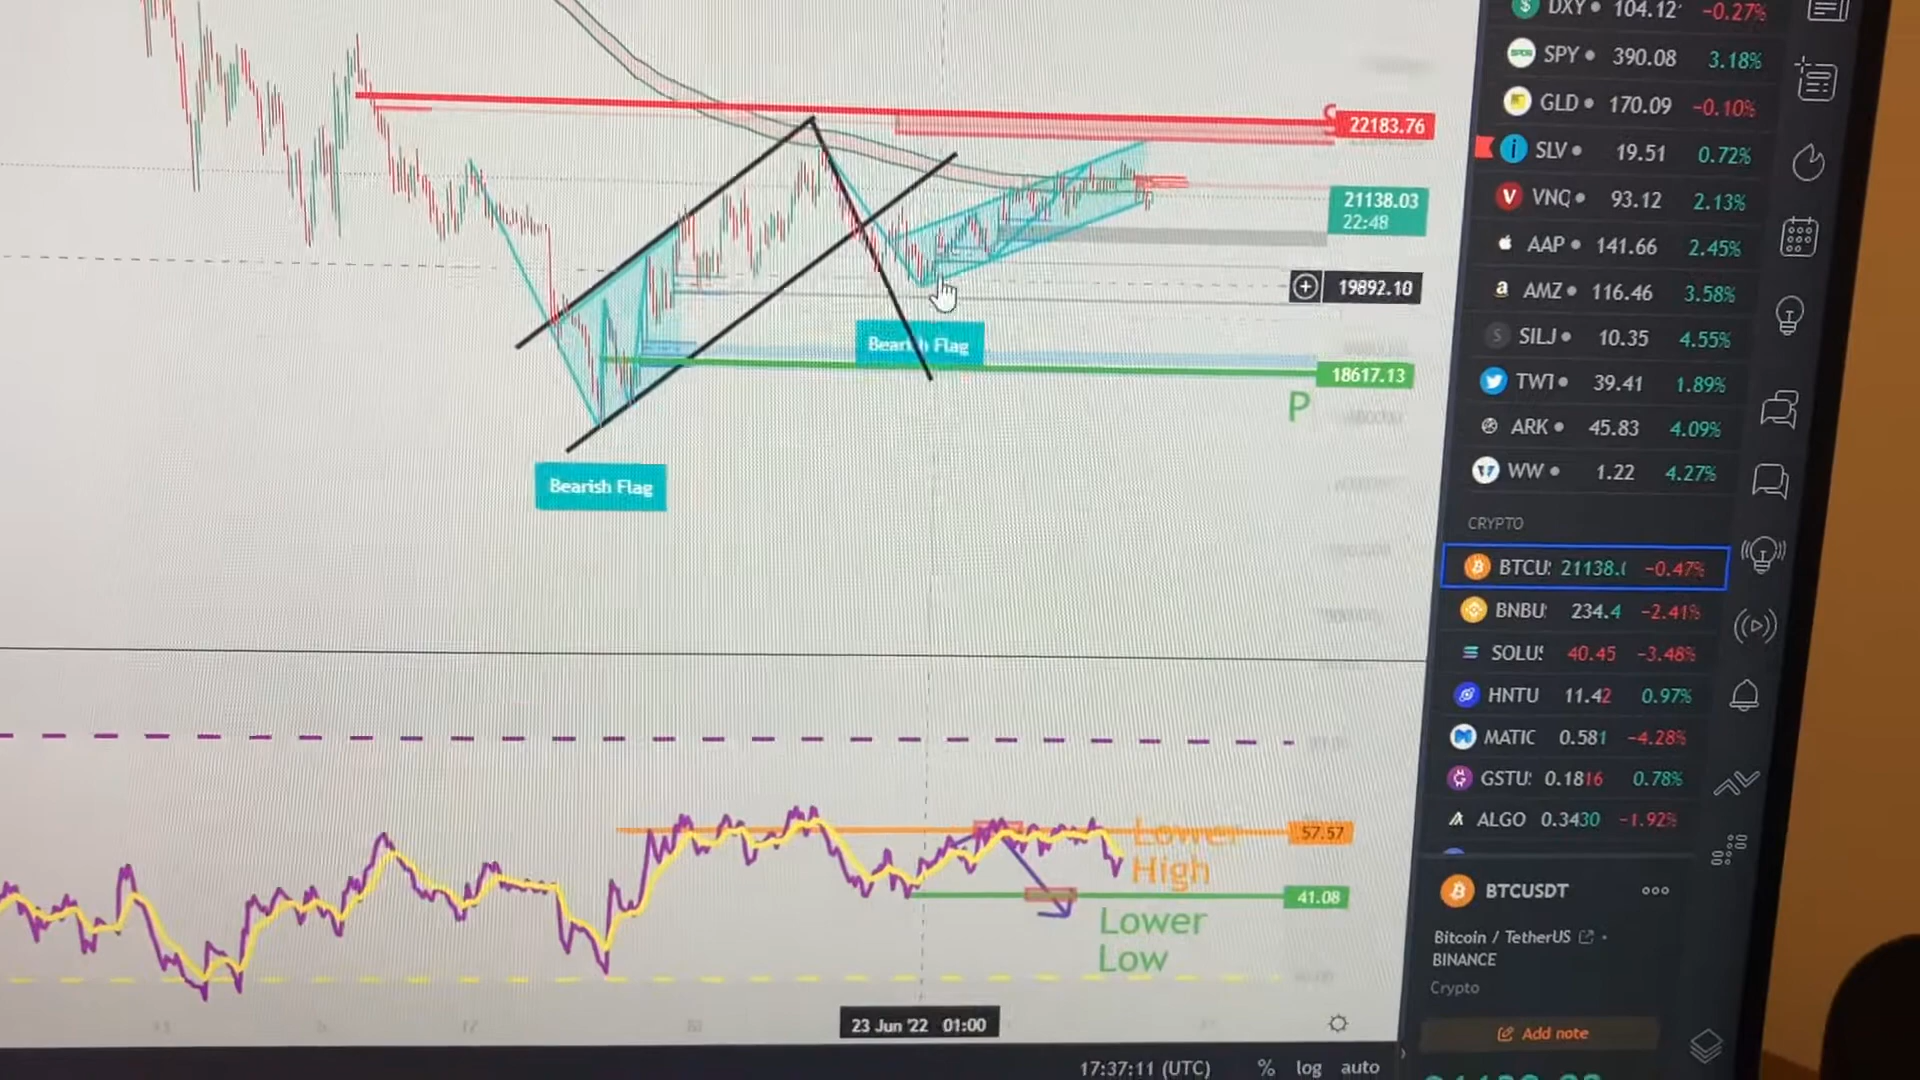 DXY 104.12 -0.27%
SPY 390.08 3.18%
GLD 170.09 -0.10%
SLV 19.51 0.72%
VNQ 93.12 2.13%
AAP 141.66 2.45%
AMZ 116.46 3.58%
SILJ 10.35 4.55%
TWT 39.41 1.89%
ARK 45.83 4.09%
WW 1.22 4.27%
CRYPTO
BTCU 21138.0 -0.47%
BNBU 234.4 -2.41%
SOLU 40.45 -3.48%
HNTU 11.42 0.97%
MATIC 0.581 -4.28%
GSTU 0.1816 0.78%
ALGO 0.3430 -1.92%
BTCUSDT
Bitcoin / TetherUS
BINANCE
Crypto
Add note
22183.76
21138.03
22:48
19892.10
18617.13
P
Bearish Flag
Bearish Flag
57.57
Lower
High
41.08
Lower
Low
23 Jun '22 01:00
17:37:11 (UTC) % log auto